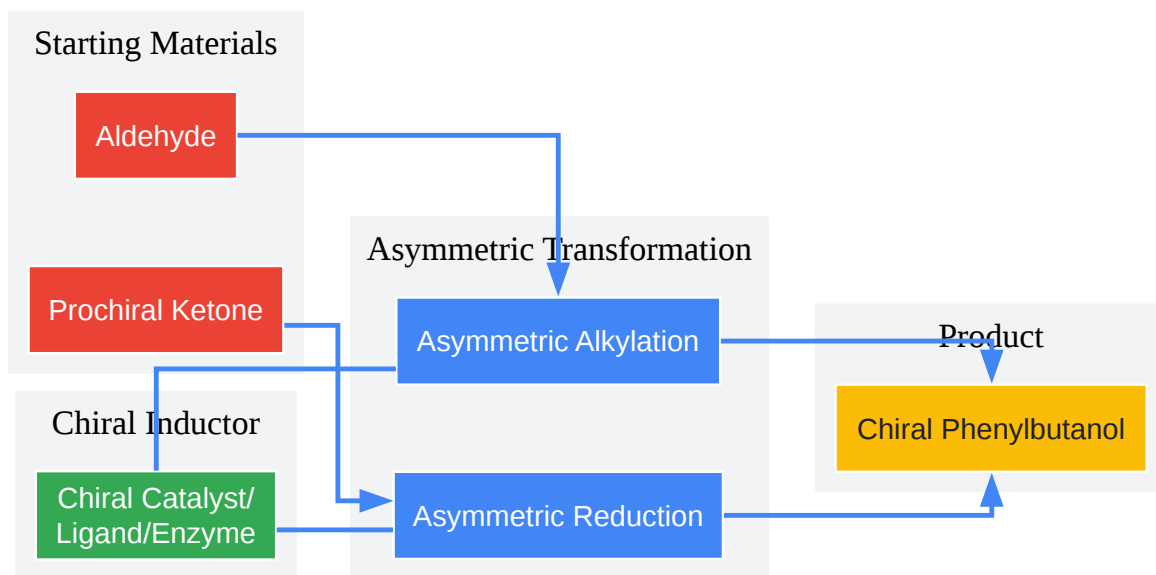 Starting Materials
Aldehyde
Prochiral Ketone
Chiral Inductor
Chiral Catalyst/
Ligand/Enzyme
Asymmetric Transformation
Asymmetric Alkylation
Asymmetric Reduction
Product
Chiral Phenylbutanol